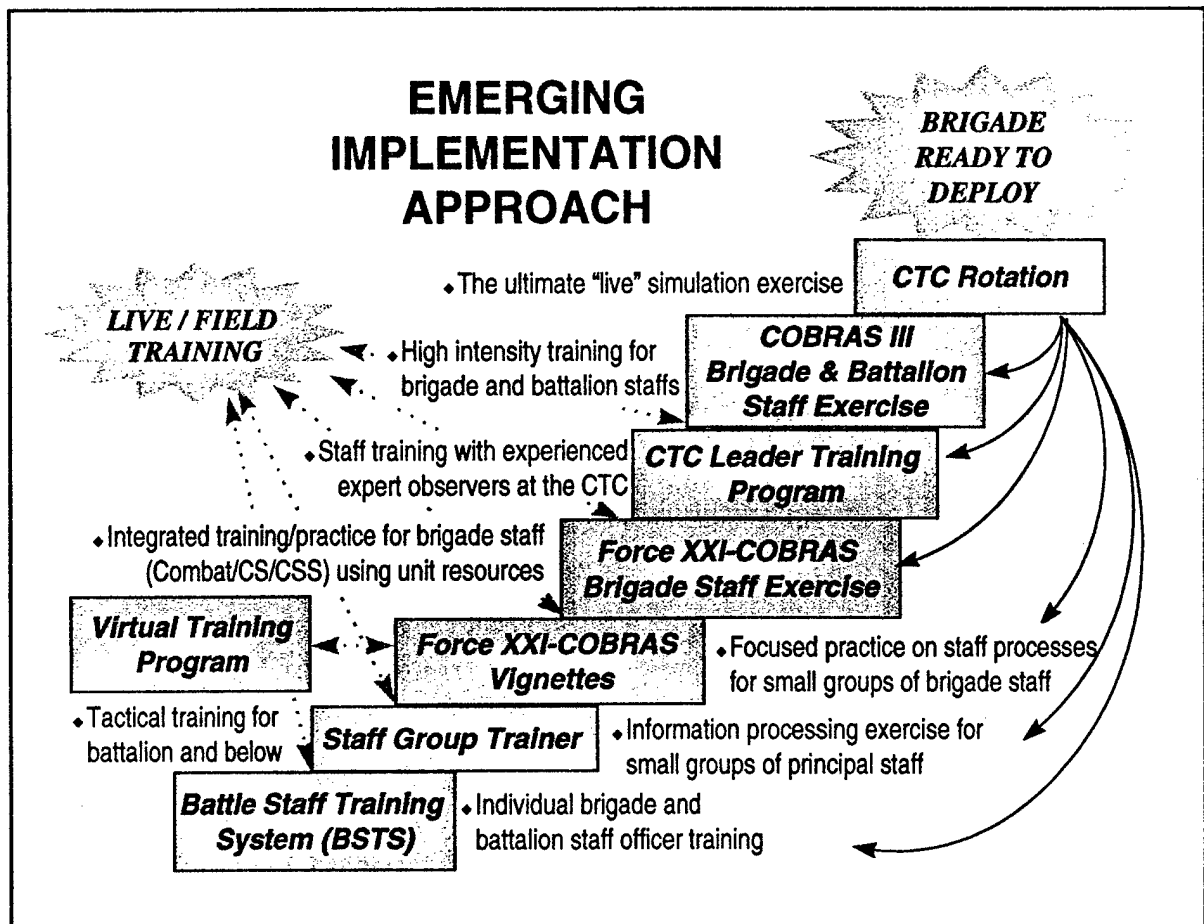 EMERGING
IMPLEMENTATION
APPROACH
BRIGADE
READY TO
DEPLOY
CTC Rotation
◆The ultimate "live" simulation exercise
LIVE / FIELD
TRAINING
COBRAS III
Brigade & Battalion
Staff Exercise
◆High intensity training for
brigade and battalion staffs
CTC Leader Training
Program
◆Staff training with experienced
expert observers at the CTC
Force XXI-COBRAS
Brigade Staff Exercise
◆Integrated training/practice for brigade staff
(Combat/CS/CSS) using unit resources
Virtual Training
Program
Force XXI-COBRAS
Vignettes
◆Focused practice on staff processes
for small groups of brigade staff
◆Tactical training for
battalion and below
Staff Group Trainer
◆Information processing exercise for
small groups of principal staff
Battle Staff Training
System (BSTS)
◆Individual brigade and
battalion staff officer training